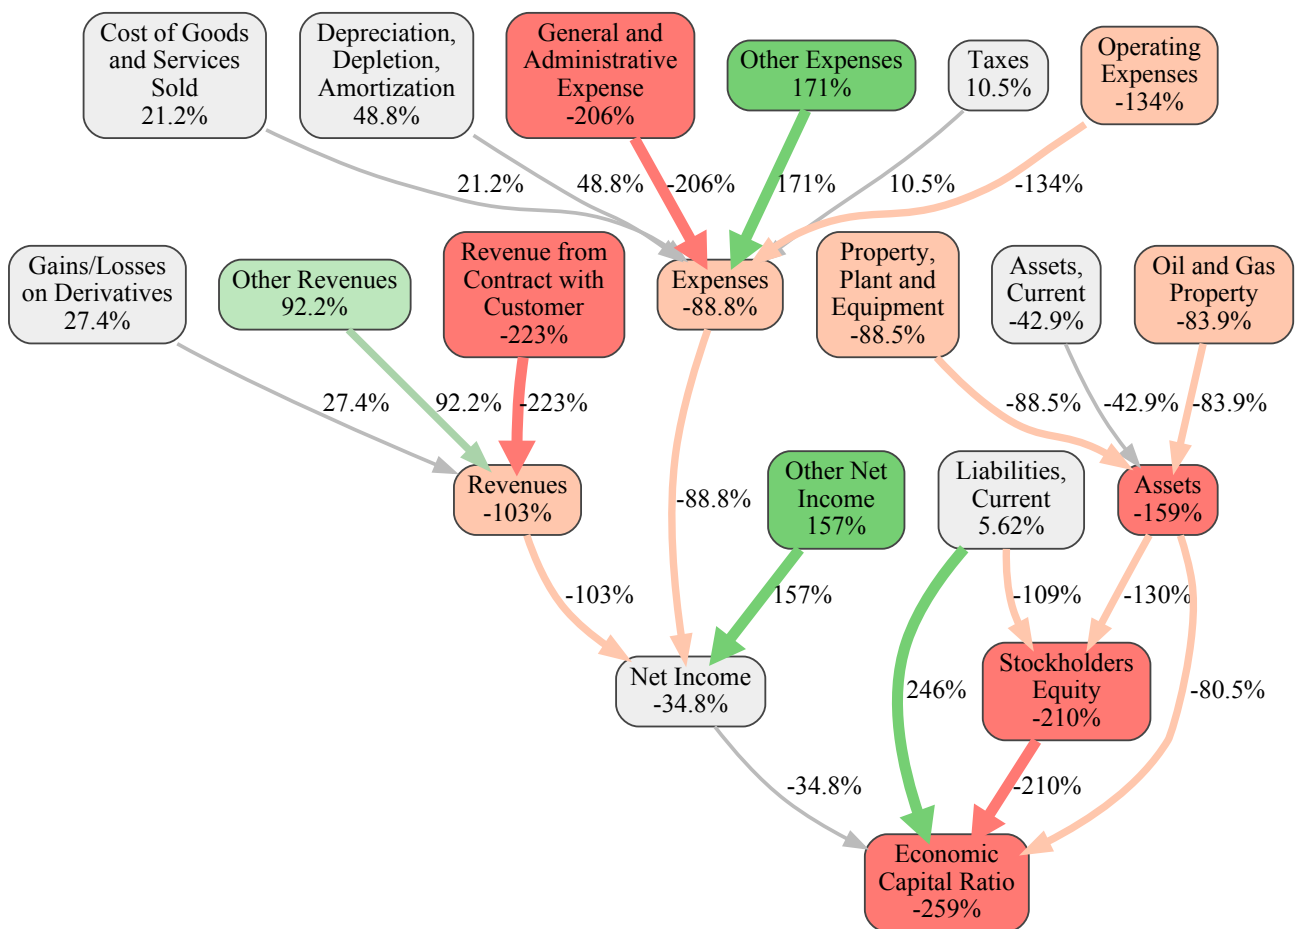 Cost of Goods
and Services
Sold
21.2%
Depreciation,
Depletion,
Amortization
48.8%
General and
Administrative
Expense
-206%
Other Expenses
171%
Taxes
10.5%
Operating
Expenses
-134%
21.2%
48.8%
-206%
171%
10.5%
-134%
Gains/Losses
on Derivatives
27.4%
Other Revenues
92.2%
Revenue from
Contract with
Customer
-223%
Expenses
-88.8%
Property,
Plant and
Equipment
-88.5%
Assets,
Current
-42.9%
Oil and Gas
Property
-83.9%
27.4%
92.2%
-223%
-88.5%
-42.9%
-83.9%
Revenues
-103%
-88.8%
Other Net
Income
157%
Liabilities,
Current
5.62%
Assets
-159%
-103%
157%
-109%
-130%
Net Income
-34.8%
246%
Stockholders
Equity
-210%
-80.5%
-34.8%
-210%
Economic
Capital Ratio
-259%